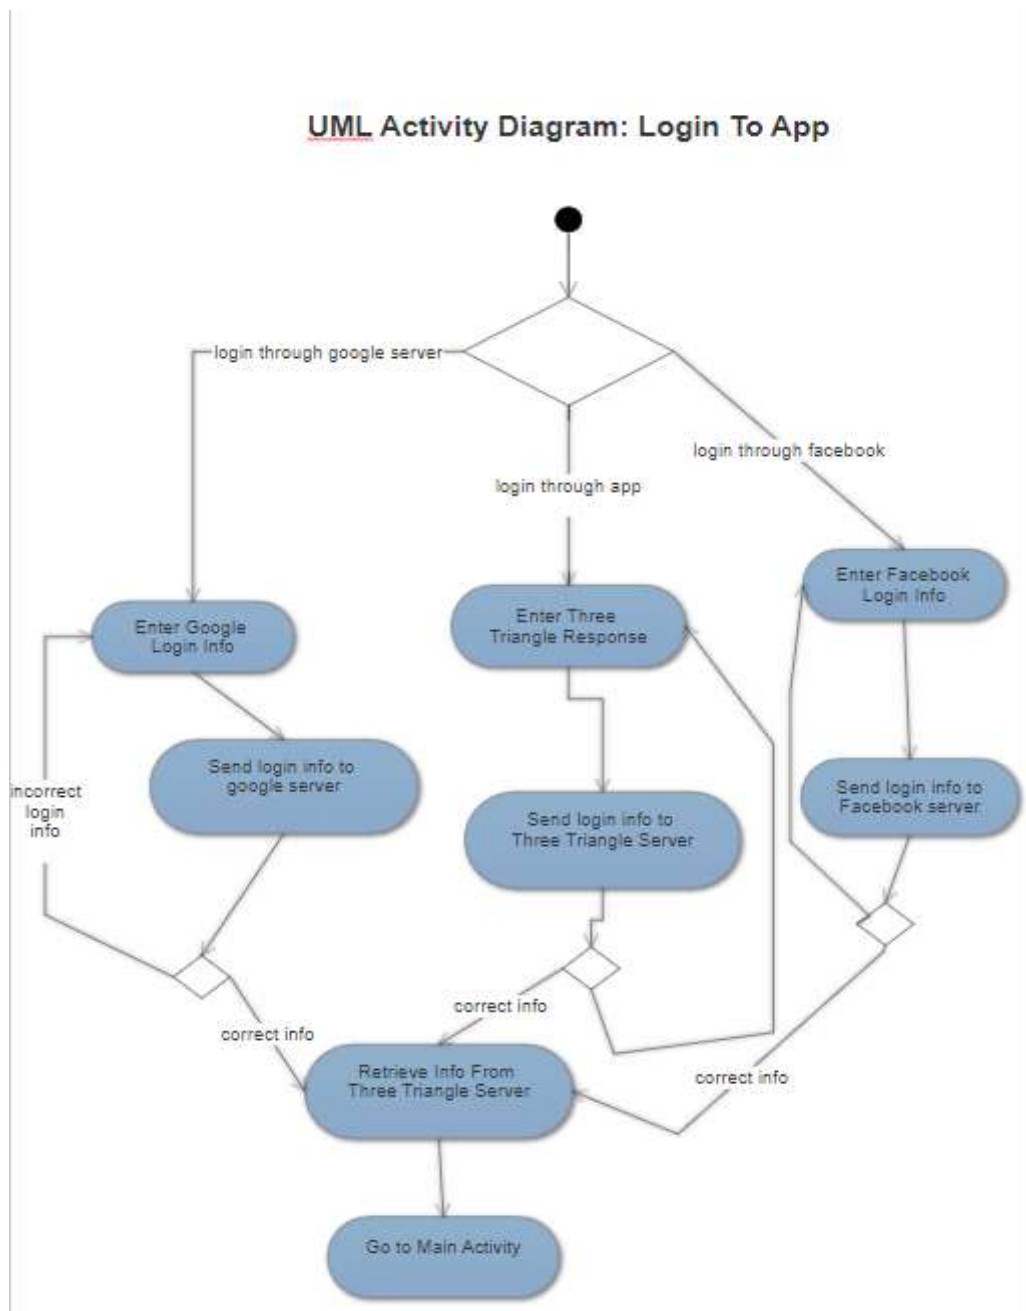 UML Activity Diagram: Login To App
login through google server
login through facebook
login through app
Enter Facebook
Login Info
Enter Google
Login Info
Enter Three
Triangle Response
Send login info to
google server
Send login info to
Facebook server
incorrect
login
info
Send login info to
Three Triangle Server
correct info
correct info
correct info
Retrieve Info From
Three Triangle Server
Go to Main Activity